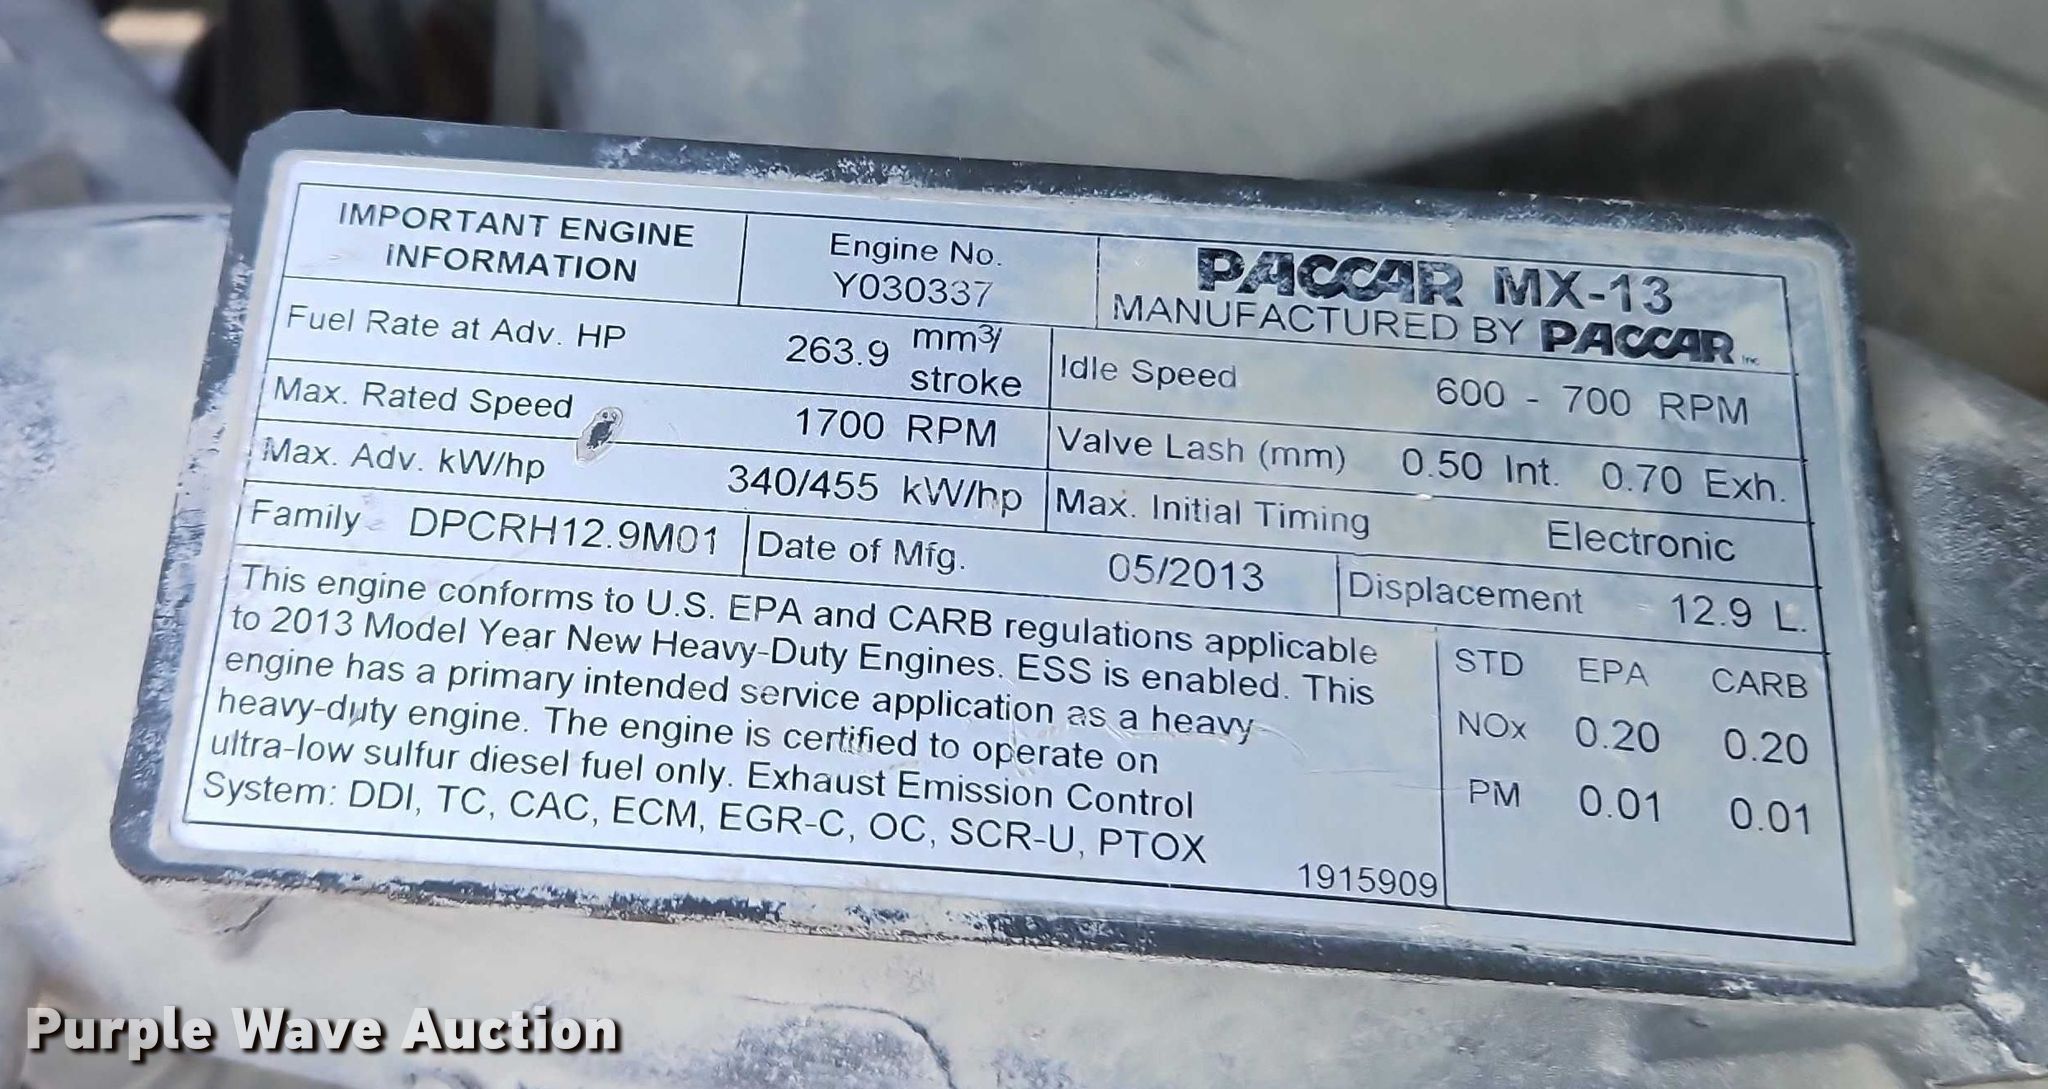 IMPORTANT ENGINE
INFORMATION
Engine No.
Y030337
PACCAR MX-13
MANUFACTURED BY PACCAR Inc
Fuel Rate at Adv. HP 263.9 mm³/
stroke
Idle Speed 600 - 700 RPM
Max. Rated Speed 1700 RPM
Valve Lash (mm) 0.50 Int. 0.70 Exh.
Max. Adv. kW/hp 340/455 kW/hp
Max. Initial Timing Electronic
Family DPCRH12.9M01
Date of Mfg. 05/2013
Displacement 12.9 L.
This engine conforms to U.S. EPA and CARB regulations applicable
to 2013 Model Year New Heavy-Duty Engines. ESS is enabled. This
engine has a primary intended service application as a heavy
heavy-duty engine. The engine is certified to operate on
ultra-low sulfur diesel fuel only. Exhaust Emission Control
System: DDI, TC, CAC, ECM, EGR-C, OC, SCR-U, PTOX
1915909
STD EPA CARB
NOx 0.20 0.20
PM 0.01 0.01
Purple Wave Auction